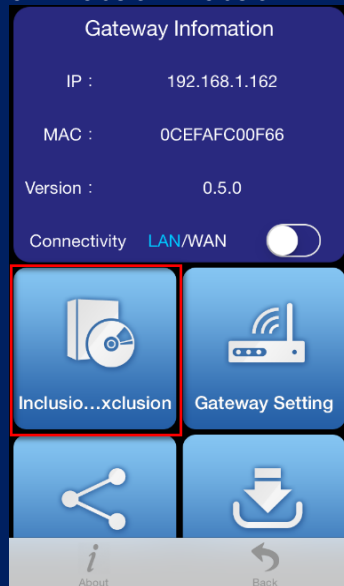 Gateway Infomation
IP : 192.168.1.162
MAC : 0CEFAFC00F66
Version : 0.5.0
Connectivity LAN/WAN
Inclusio...xclusion
Gateway Setting
About
Back